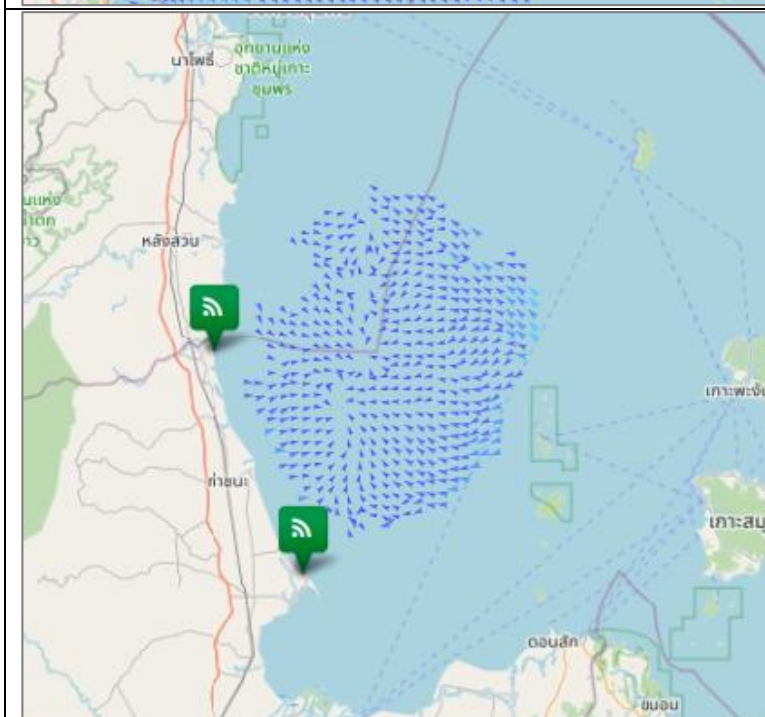 นาโพธิ์
อุทยานแห่ง
ชาติหมู่เกาะ
ชุมพร
หลังสวน
เกาะพะงัน
ท่าชนะ
เกาะสมุ
ดอนสัก
ขนอม